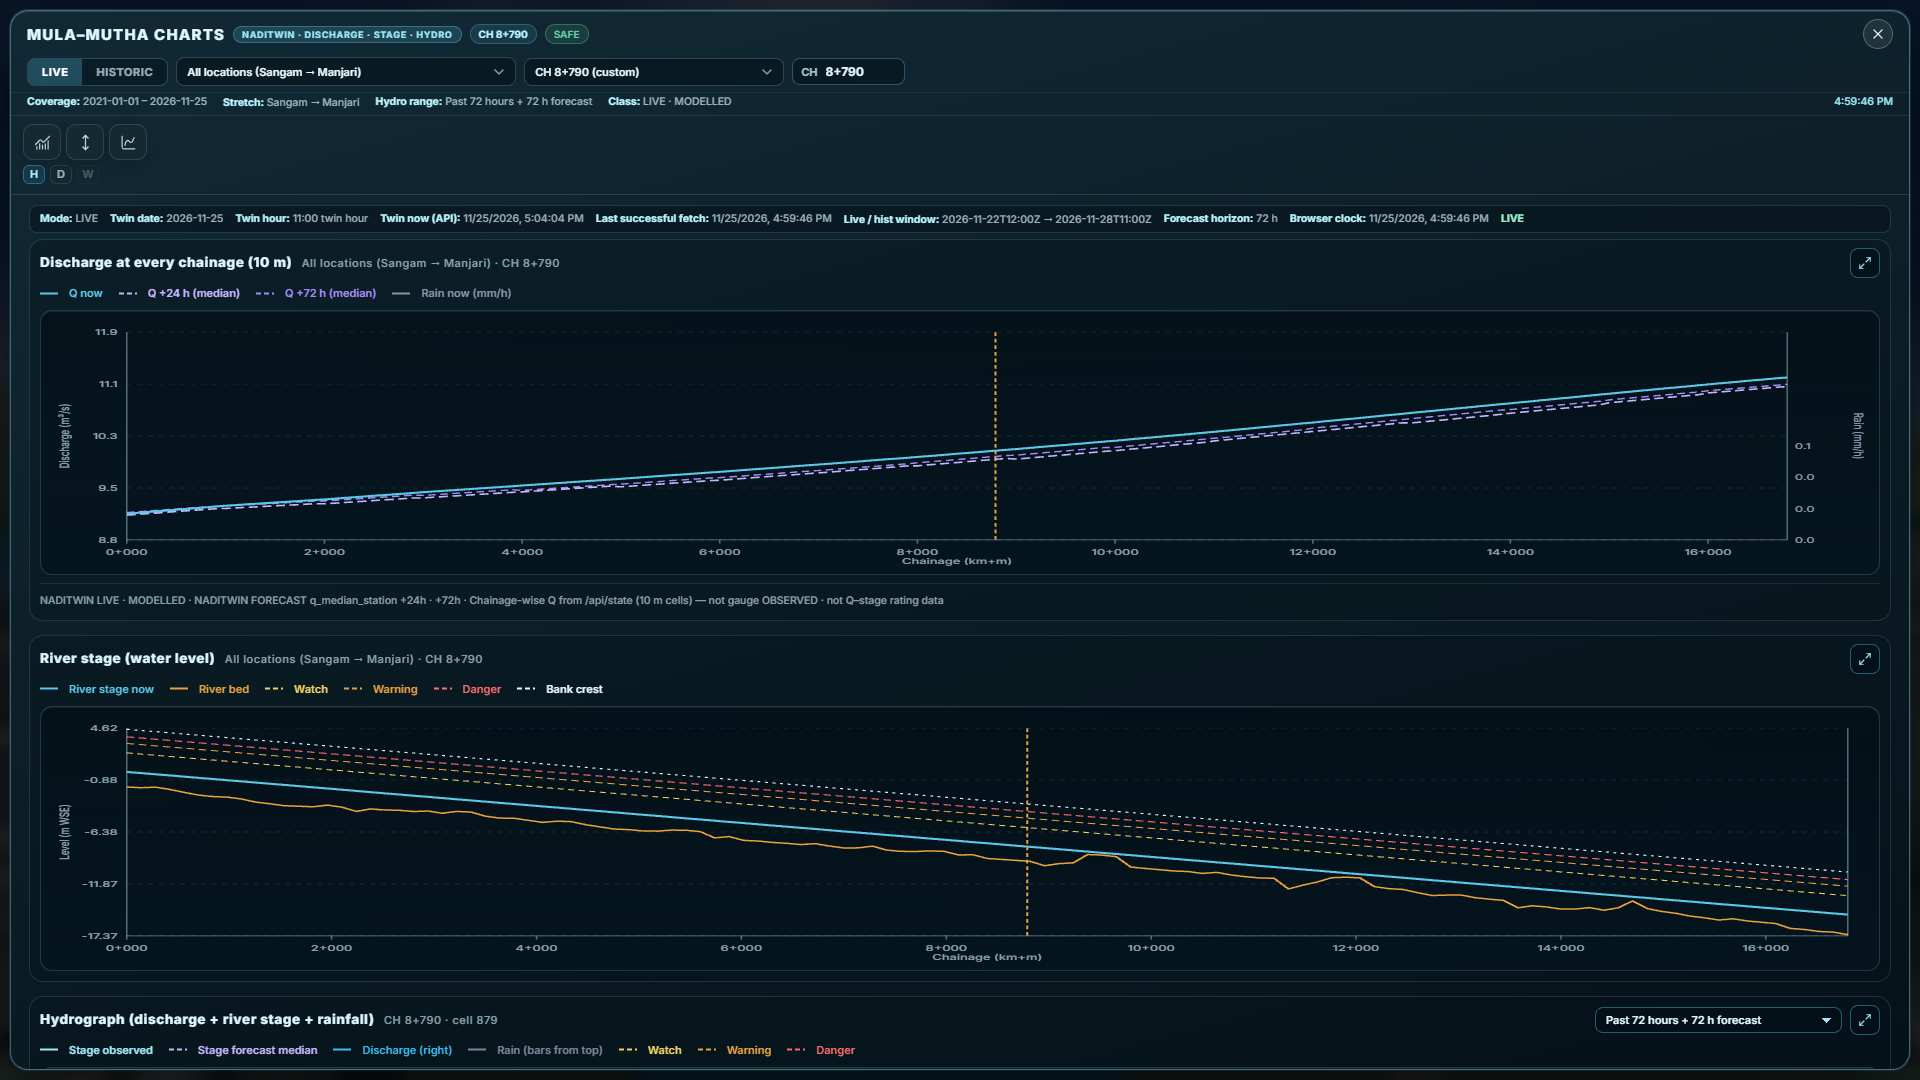 MULA–MUTHA CHARTS NADITWIN · DISCHARGE · STAGE · HYDRO CH 8+790 SAFE
LIVE HISTORIC All locations (Sangam → Manjari) CH 8+790 (custom) CH 8+790
Coverage: 2021-01-01 – 2026-11-25 Stretch: Sangam → Manjari Hydro range: Past 72 hours + 72 h forecast Class: LIVE · MODELLED 4:59:46 PM
H D W
Mode: LIVE Twin date: 2026-11-25 Twin hour: 11:00 twin hour Twin now (API): 11/25/2026, 5:04:04 PM Last successful fetch: 11/25/2026, 4:59:46 PM Live / hist window: 2026-11-22T12:00Z → 2026-11-28T11:00Z Forecast horizon: 72 h Browser clock: 11/25/2026, 4:59:46 PM LIVE
Discharge at every chainage (10 m) All locations (Sangam → Manjari) · CH 8+790
Q now Q +24 h (median) Q +72 h (median) Rain now (mm/h)
11.9
11.1
10.3
9.5
8.8
Discharge (m³/s)
0.1
0.0
0.0
0.0
Rain (mm/h)
0+000 2+000 4+000 6+000 8+000 10+000 12+000 14+000 16+000
Chainage (km+m)
NADITWIN LIVE · MODELLED · NADITWIN FORECAST q_median_station +24h · +72h · Chainage-wise Q from /api/state (10 m cells) — not gauge OBSERVED · not Q–stage rating data
River stage (water level) All locations (Sangam → Manjari) · CH 8+790
River stage now River bed Watch Warning Danger Bank crest
4.62
-0.88
-6.38
-11.87
-17.37
Level (m WSE)
0+000 2+000 4+000 6+000 8+000 10+000 12+000 14+000 16+000
Chainage (km+m)
Hydrograph (discharge + river stage + rainfall) CH 8+790 · cell 879 Past 72 hours + 72 h forecast
Stage observed Stage forecast median Discharge (right) Rain (bars from top) Watch Warning Danger